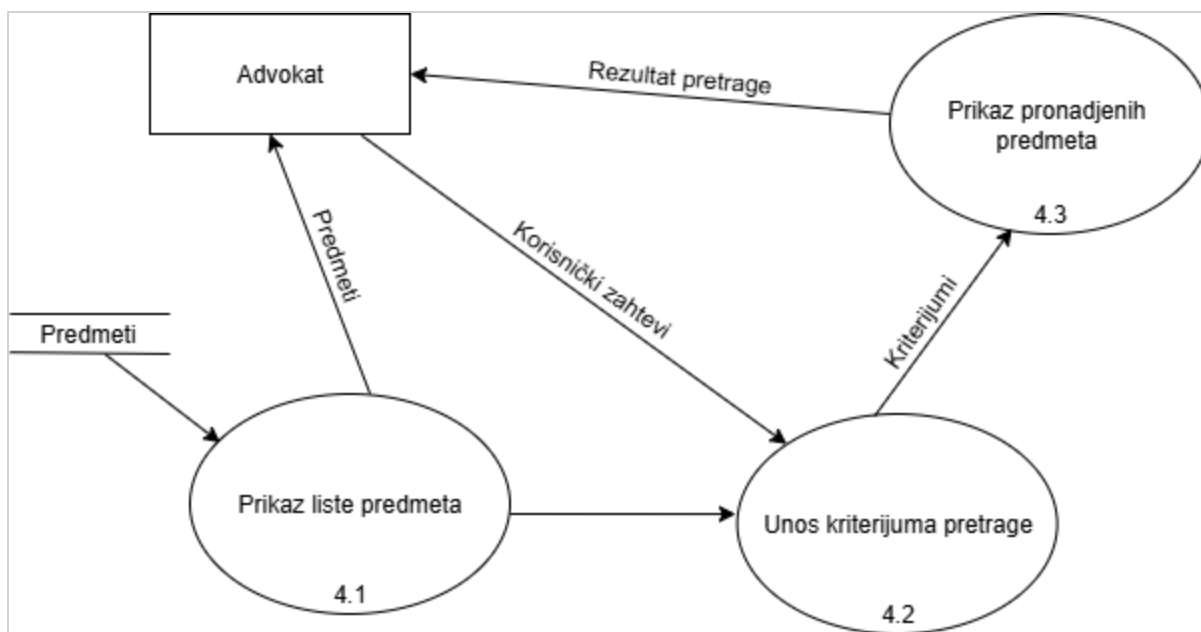 Advokat
Rezultat pretrage
Prikaz pronadjenih
predmeta
4.3
Predmeti
Korisnički zahtevi
Kriterijumi
Predmeti
Prikaz liste predmeta
4.1
Unos kriterijuma pretrage
4.2